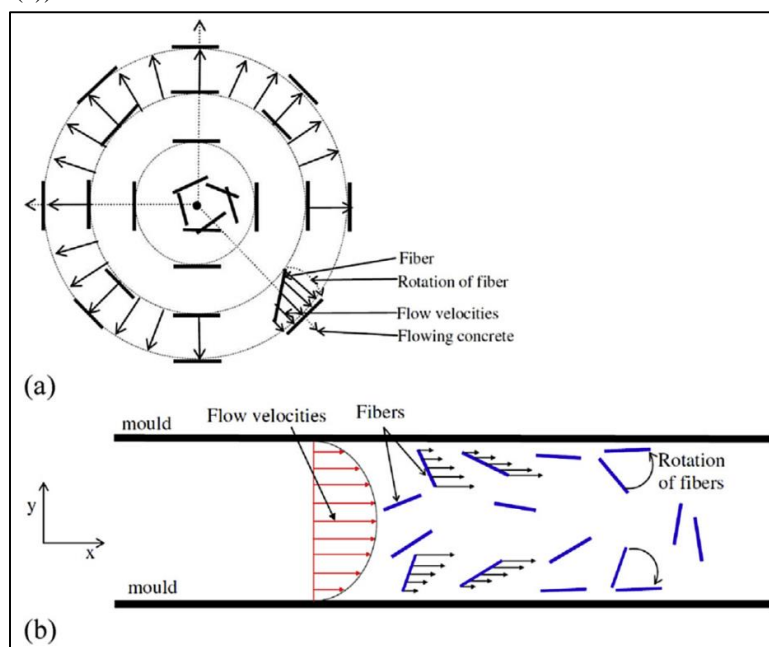 Fiber
Rotation of fiber
Flow velocities
Flowing concrete
(a)
mould
Flow velocities
Fibers
Rotation
of fibers
y
x
mould
(b)